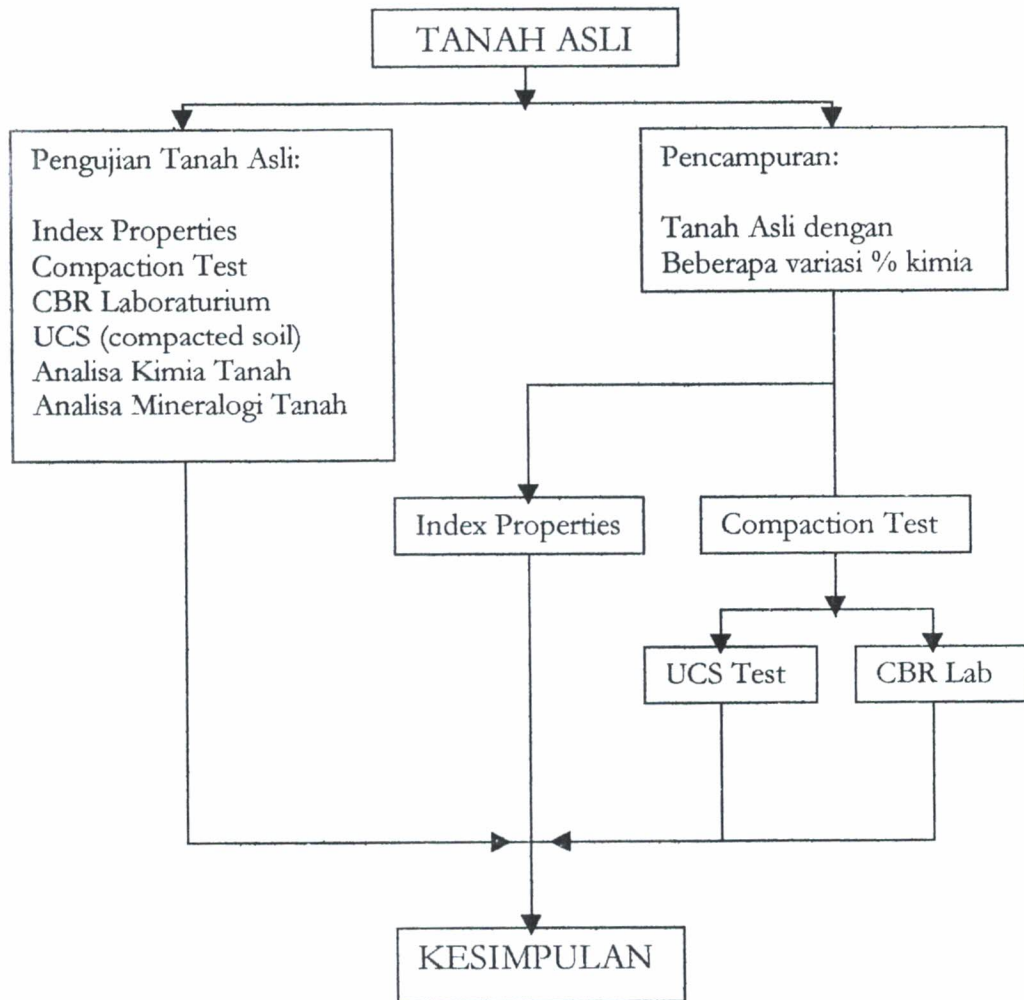 TANAH ASLI
Pengujian Tanah Asli:
Index Properties
Compaction Test
CBR Laboraturium
UCS (compacted soil)
Analisa Kimia Tanah
Analisa Mineralogi Tanah
Pencampuran:
Tanah Asli dengan
Beberapa variasi % kimia
Index Properties
Compaction Test
UCS Test
CBR Lab
KESIMPULAN